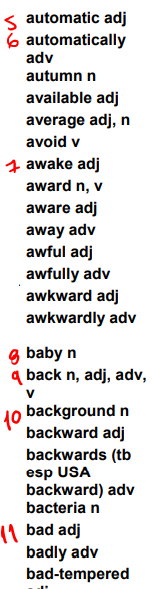 5 automatic adj
6 automatically
adv
autumn n
available adj
average adj, n
avoid v
7 awake adj
award n, v
aware adj
away adv
awful adj
awfully adv
awkward adj
awkwardly adv
8 baby n
9 back n, adj, adv,
v
10 background n
backward adj
backwards (tb
esp USA
backward) adv
bacteria n
11 bad adj
badly adv
bad-tempered